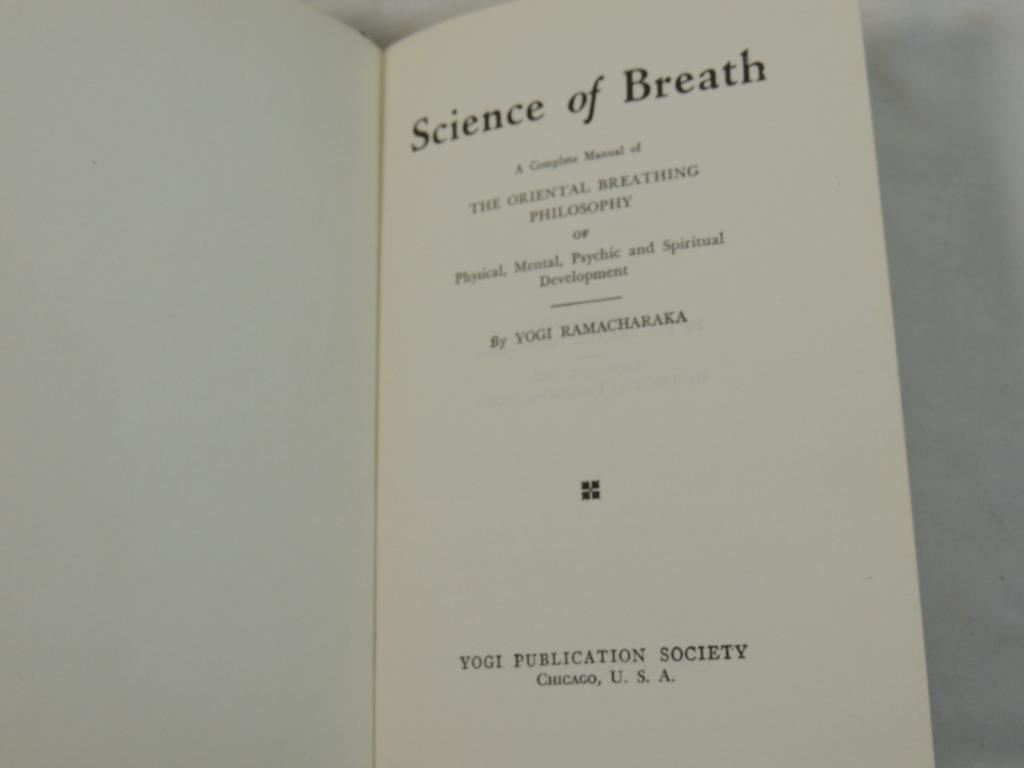 Science of Breath
A Complete Manual of
THE ORIENTAL BREATHING
PHILOSOPHY
OF
Physical, Mental, Psychic and Spiritual
Development
By YOGI RAMACHARAKA
YOGI PUBLICATION SOCIETY
CHICAGO, U. S. A.